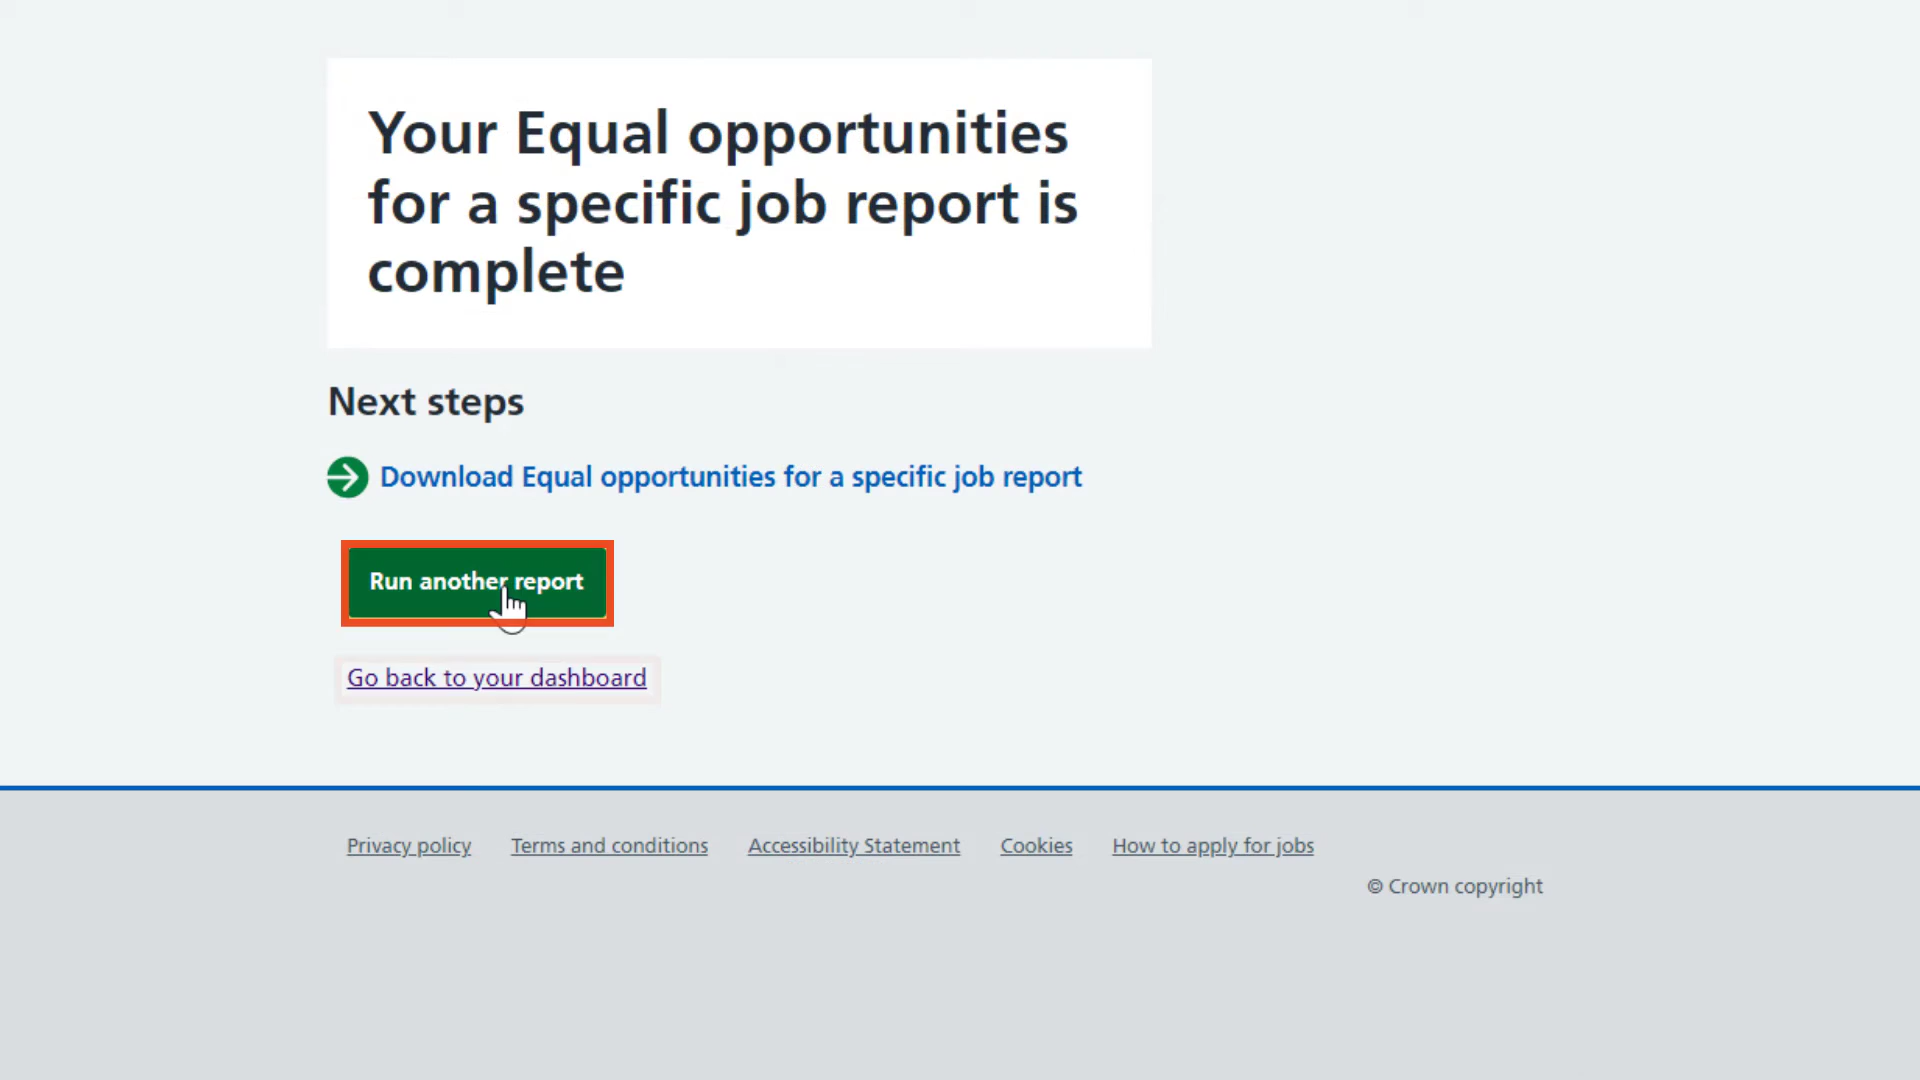 Your Equal opportunities
for a specific job report is
complete
Next steps
Download Equal opportunities for a specific job report
Run another report
Go back to your dashboard
Privacy policy Terms and conditions Accessibility Statement Cookies How to apply for jobs
© Crown copyright